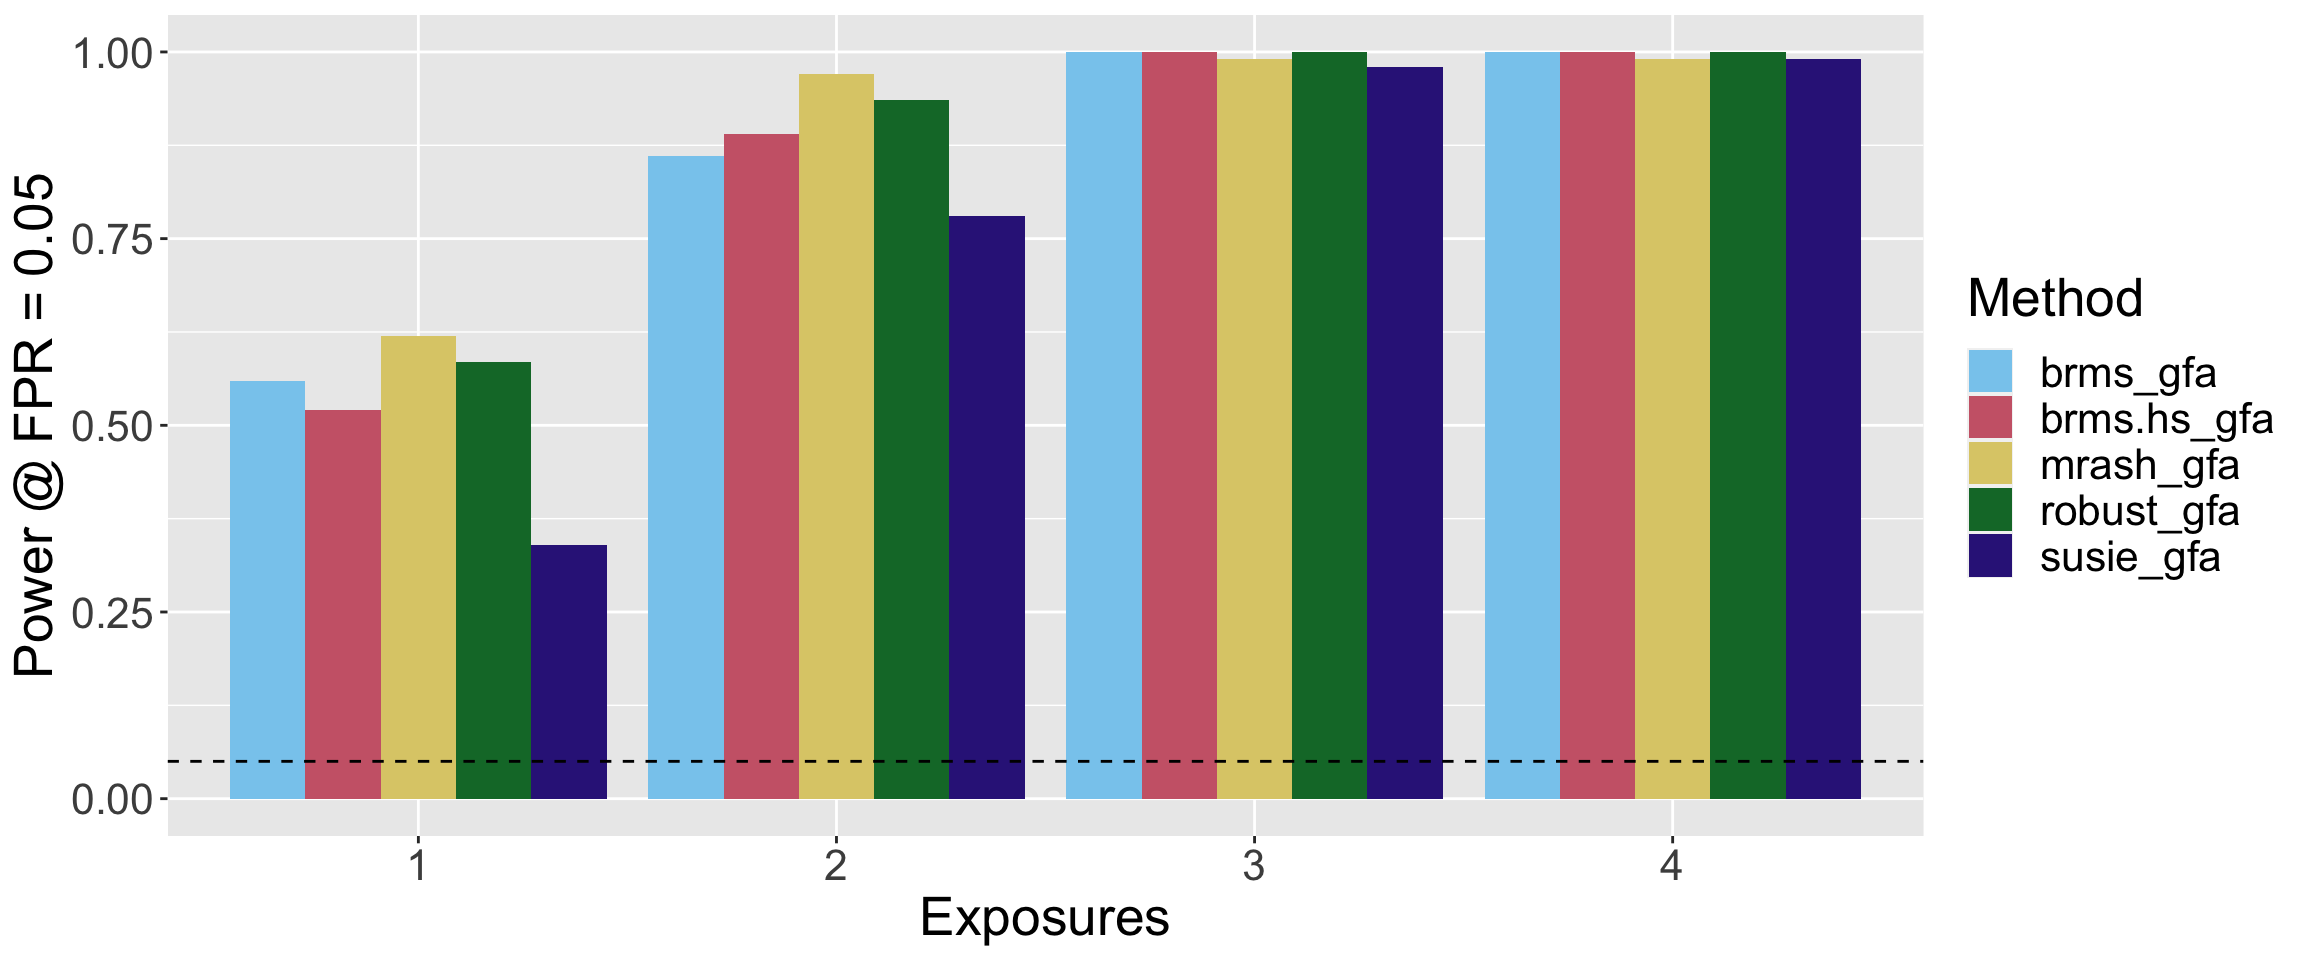 Power @ FPR = 0.05
1.00
0.75
0.50
0.25
0.00
1 2 3 4
Exposures
Method
brms_gfa
brms.hs_gfa
mrash_gfa
robust_gfa
susie_gfa